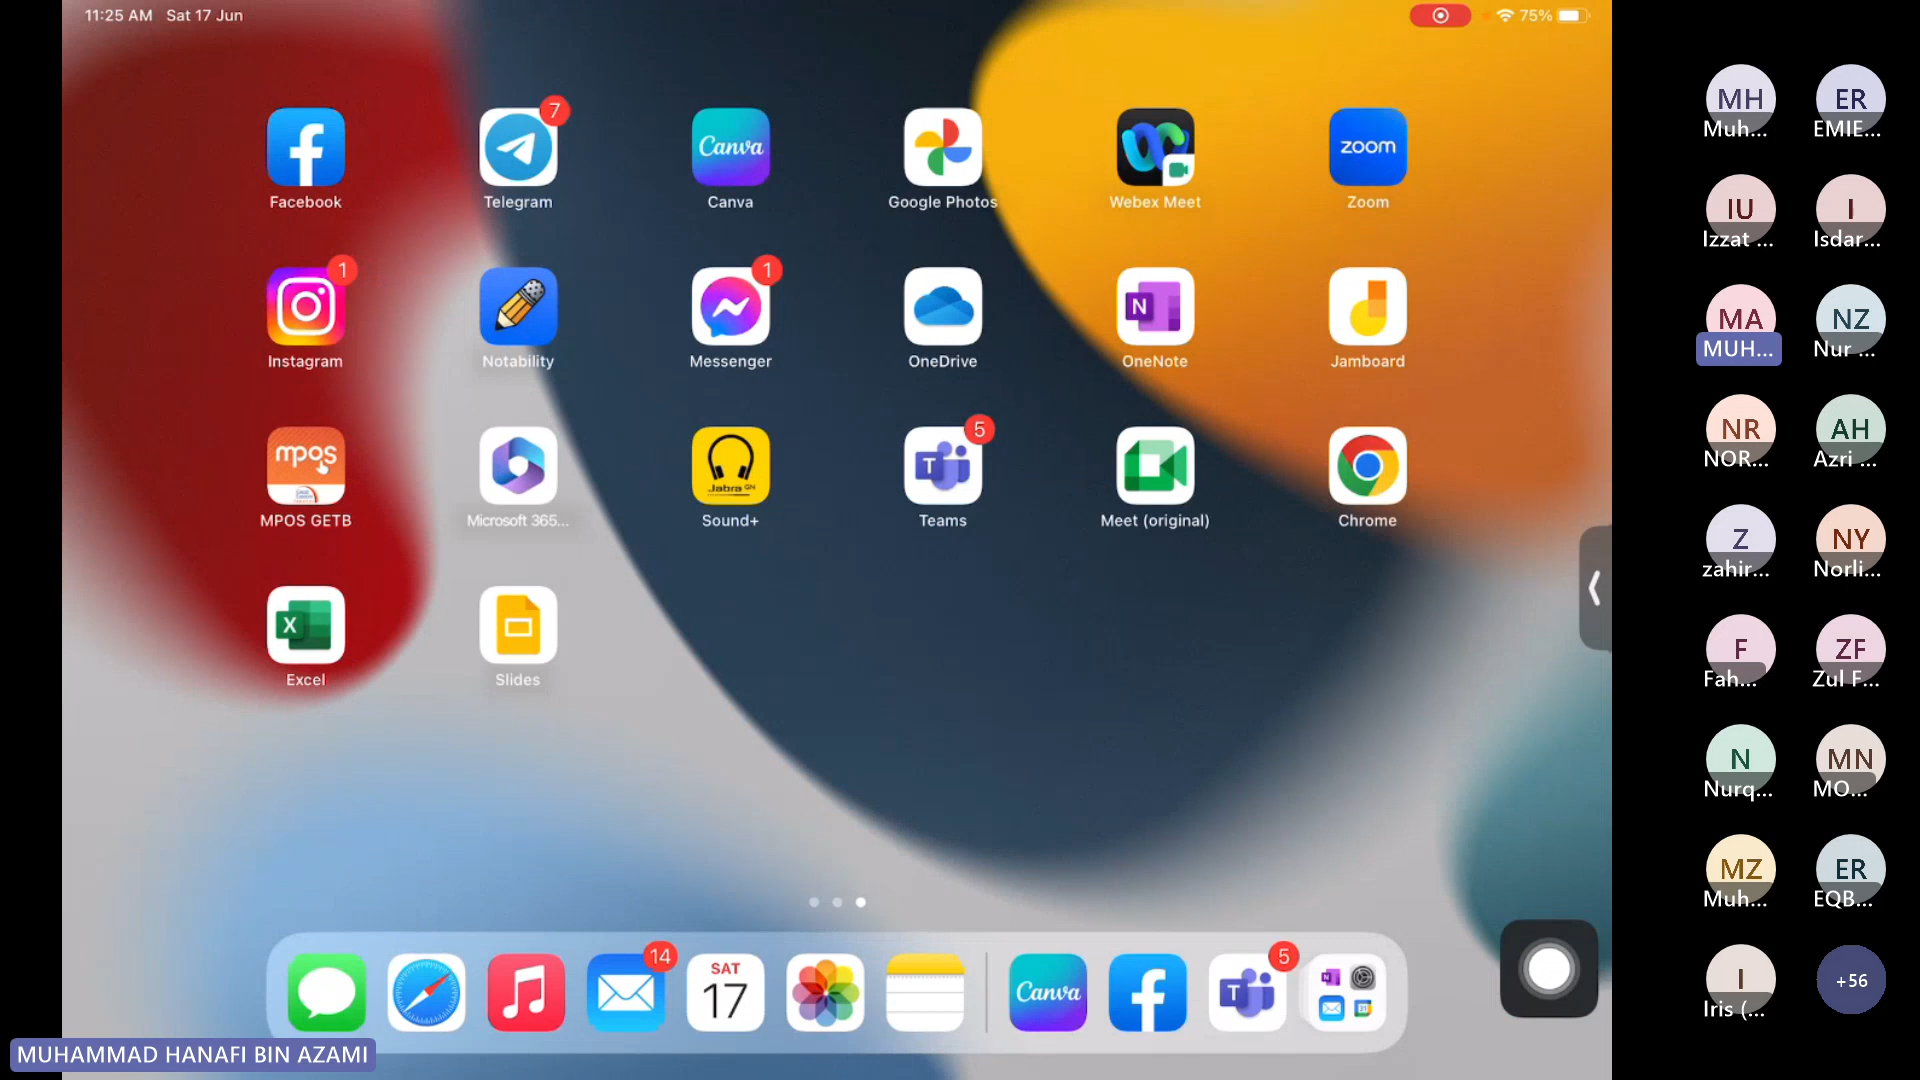 11:25 AM Sat 17 Jun
75%
7
Canva
zoom
Facebook
Telegram
Canva
Google Photos
Webex Meet
Zoom
1
1
N
Instagram
Notability
Messenger
OneDrive
OneNote
Jamboard
5
mpos
Jabra GN
T
MPOS GETB
Microsoft 365...
Sound+
Teams
Meet (original)
Chrome
X
Excel
Slides
14
SAT
17
Canva
5
T
MUHAMMAD HANAFI BIN AZAMI
MH
ER
Muh...
EMIE...
IU
I
Izzat ...
Isdar...
MA
NZ
MUH...
Nur ...
NR
AH
NOR...
Azri ...
Z
NY
zahir...
Norli...
F
ZF
Fah...
Zul F...
N
MN
Nurq...
MO...
MZ
ER
Muh...
EQB...
I
+56
Iris (...